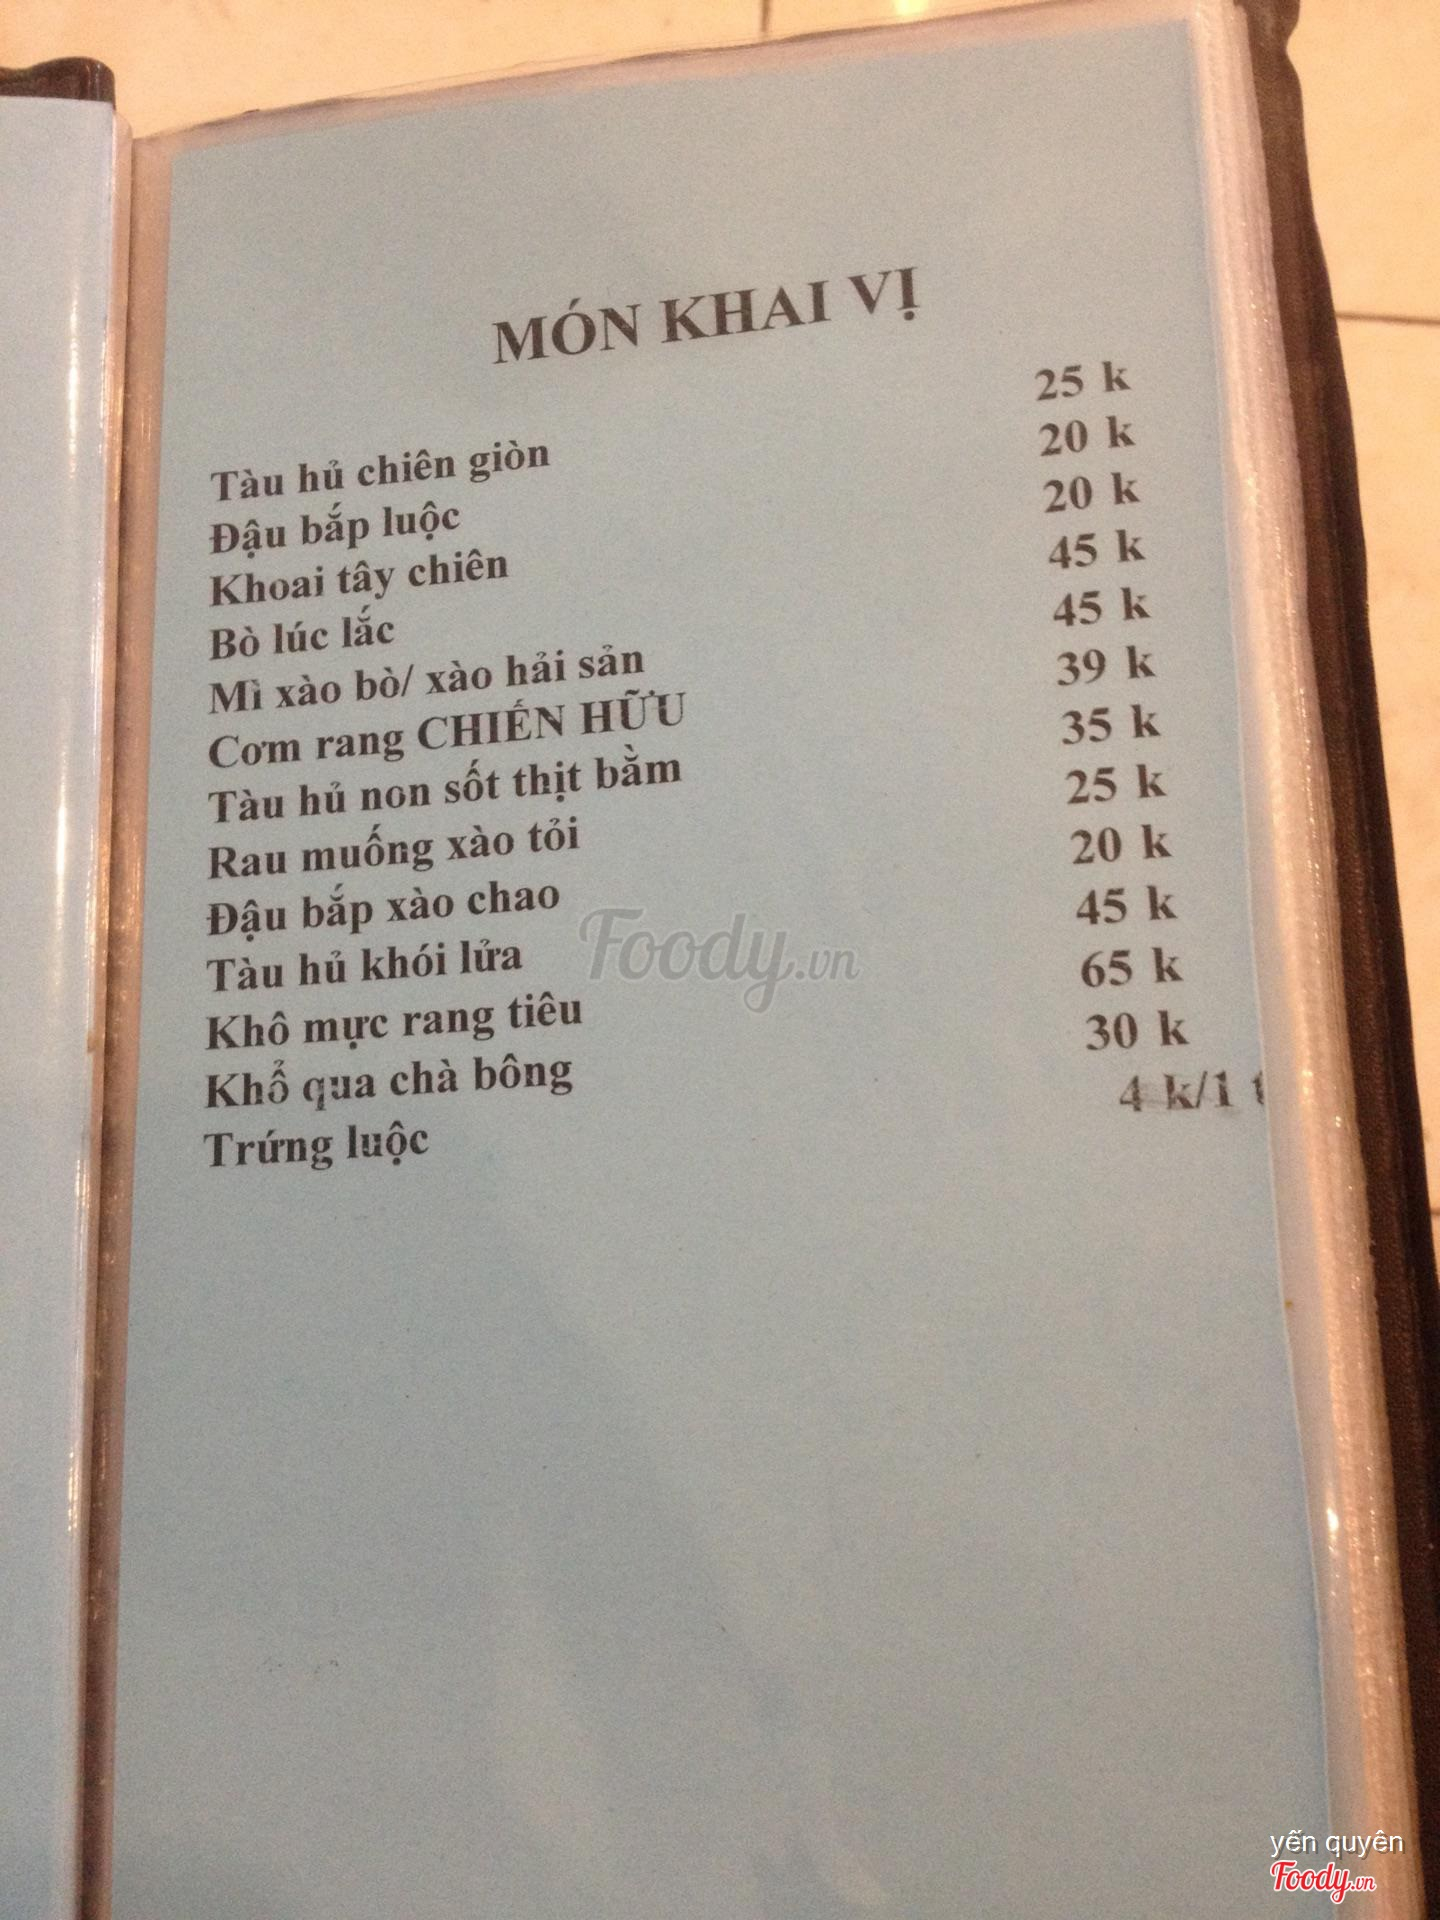 MÓN KHAI VỊ
Tàu hủ chiên giòn 25 k
Đậu bắp luộc 20 k
Khoai tây chiên 20 k
Bò lúc lắc 45 k
Mì xào bò/ xào hải sản 45 k
Cơm rang CHIẾN HỮU 39 k
Tàu hủ non sốt thịt bằm 35 k
Rau muống xào tỏi 25 k
Đậu bắp xào chao 20 k
Tàu hủ khói lửa 45 k
Khô mực rang tiêu 65 k
Khổ qua chà bông 30 k
Trứng luộc 4 k/1 t
Foody.vn
yến quyên
Foody.vn